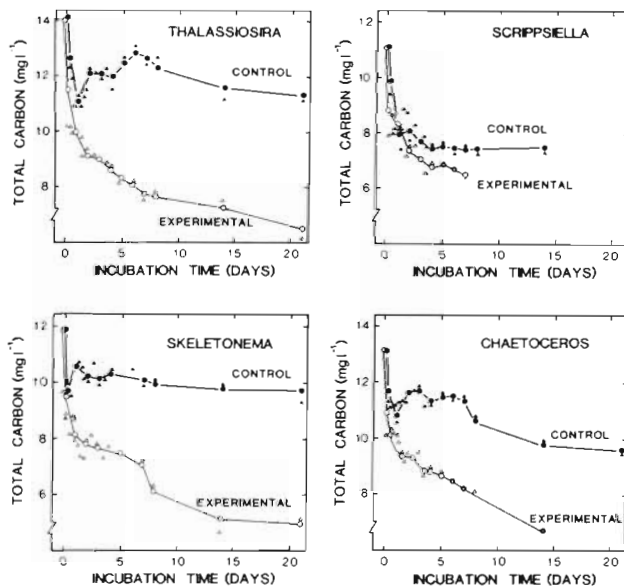 THALASSIOSIRA
TOTAL CARBON (mg l⁻¹)
14
12
10
8
CONTROL
EXPERIMENTAL
0 5 10 15 20
INCUBATION TIME (DAYS)
SCRIPPSIELLA
TOTAL CARBON (mg l⁻¹)
12
10
8
6
CONTROL
EXPERIMENTAL
0 5 10 15 20
INCUBATION TIME (DAYS)
SKELETONEMA
TOTAL CARBON (mg l⁻¹)
12
10
8
6
CONTROL
EXPERIMENTAL
0 5 10 15 20
INCUBATION TIME (DAYS)
CHAETOCEROS
TOTAL CARBON (mg l⁻¹)
14
12
10
8
CONTROL
EXPERIMENTAL
0 5 10 15 20
INCUBATION TIME (DAYS)